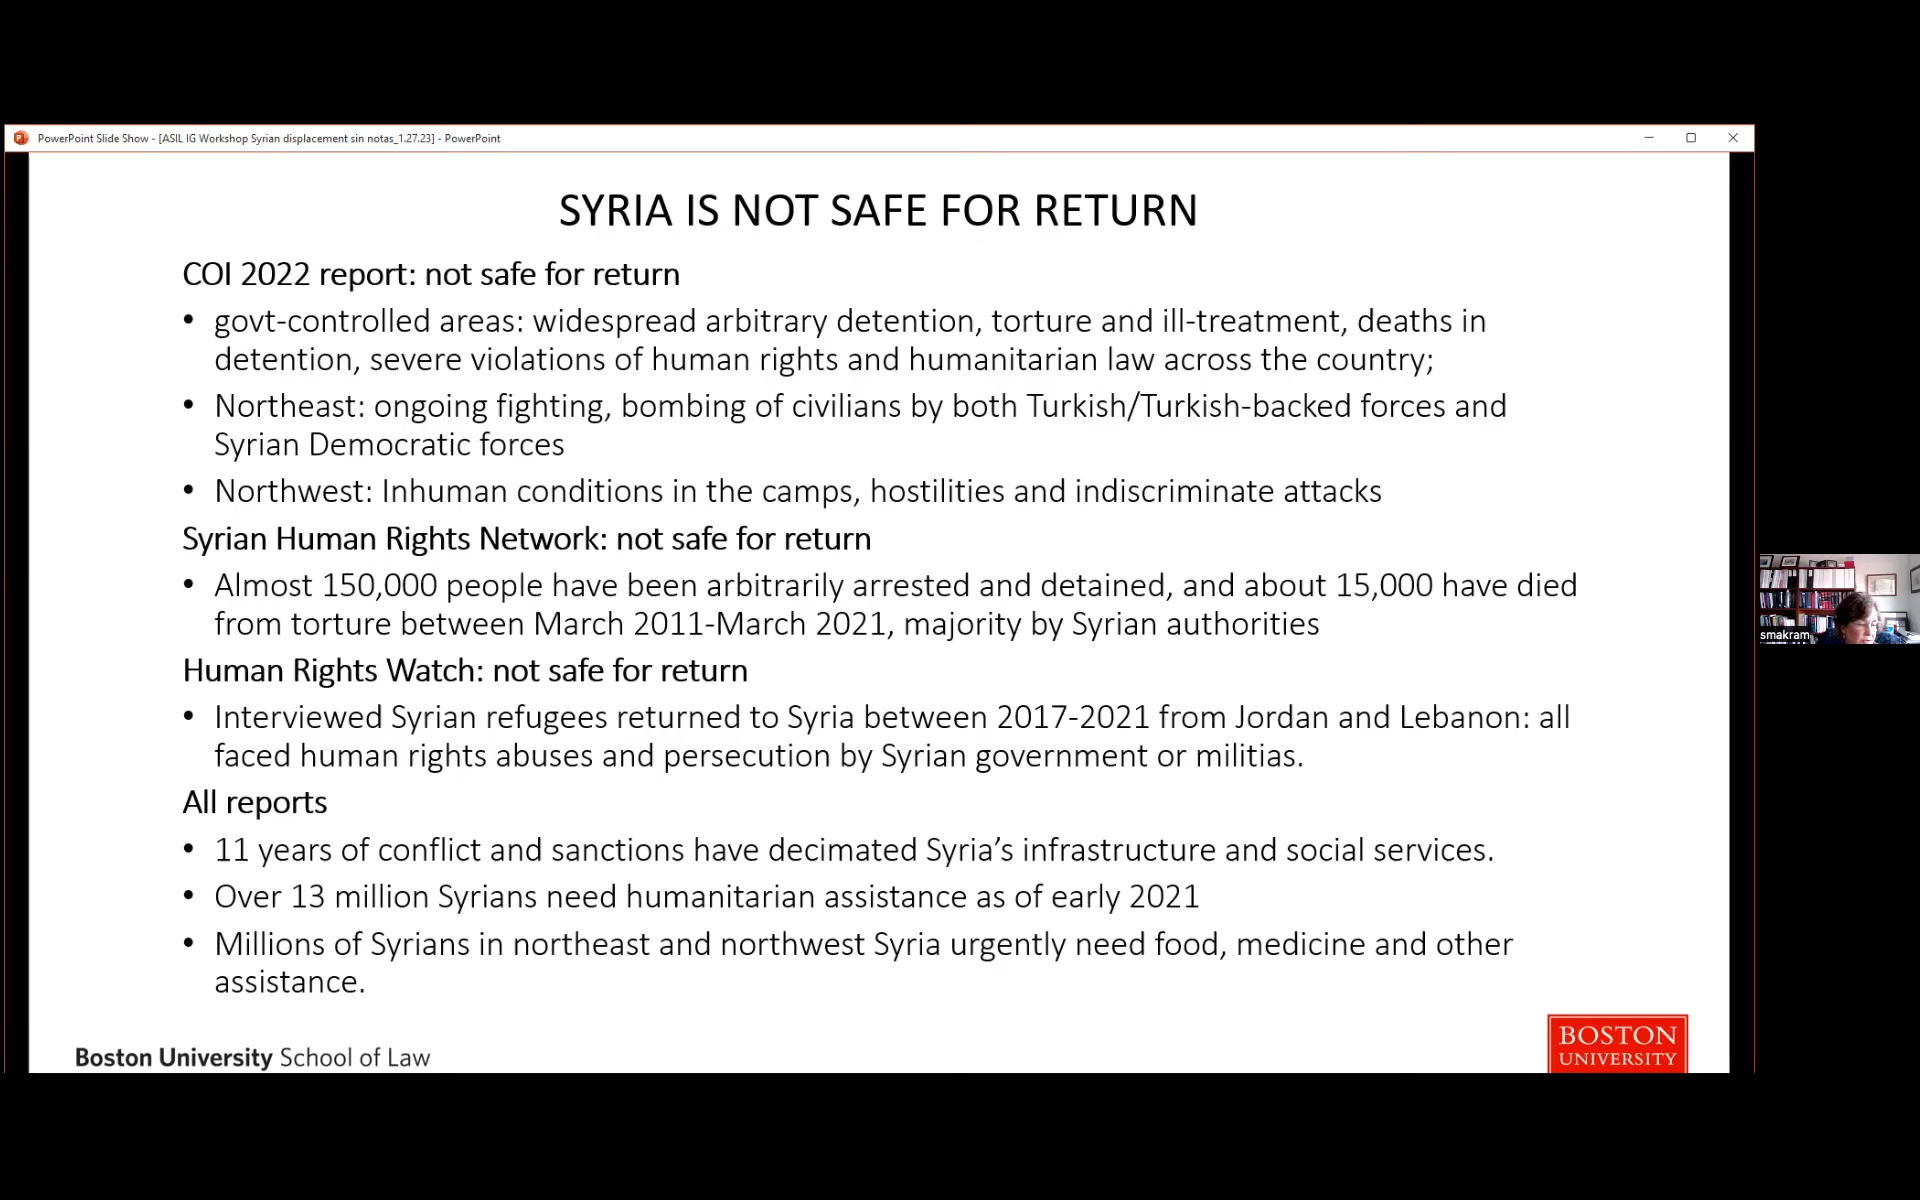 PowerPoint Slide Show - [ASIL IG Workshop Syrian displacement sin notas_1.27.23] - PowerPoint
SYRIA IS NOT SAFE FOR RETURN
COI 2022 report: not safe for return
• govt-controlled areas: widespread arbitrary detention, torture and ill-treatment, deaths in
detention, severe violations of human rights and humanitarian law across the country;
• Northeast: ongoing fighting, bombing of civilians by both Turkish/Turkish-backed forces and
Syrian Democratic forces
• Northwest: Inhuman conditions in the camps, hostilities and indiscriminate attacks
Syrian Human Rights Network: not safe for return
• Almost 150,000 people have been arbitrarily arrested and detained, and about 15,000 have died
from torture between March 2011-March 2021, majority by Syrian authorities
Human Rights Watch: not safe for return
• Interviewed Syrian refugees returned to Syria between 2017-2021 from Jordan and Lebanon: all
faced human rights abuses and persecution by Syrian government or militias.
All reports
• 11 years of conflict and sanctions have decimated Syria’s infrastructure and social services.
• Over 13 million Syrians need humanitarian assistance as of early 2021
• Millions of Syrians in northeast and northwest Syria urgently need food, medicine and other
assistance.
Boston University School of Law
BOSTON
UNIVERSITY
smakram